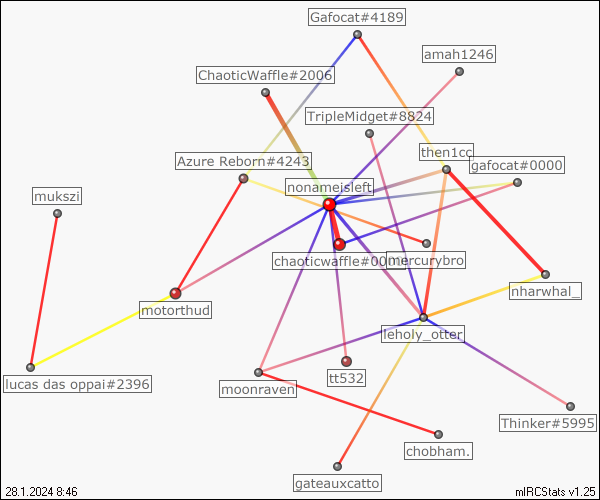 Gafocat#4189
amah1246
ChaoticWaffle#2006
TripleMidget#8824
then1cc
Azure Reborn#4243
gafocat#0000
nonameisleft
mukszi
chaoticwaffle#0000
mercurybro
nharwhal_
motorthud
leholy_otter
lucas das oppai#2396
moonraven
tt532
Thinker#5995
chobham.
gateauxcatto
28.1.2024 8:46
mIRCStats v1.25